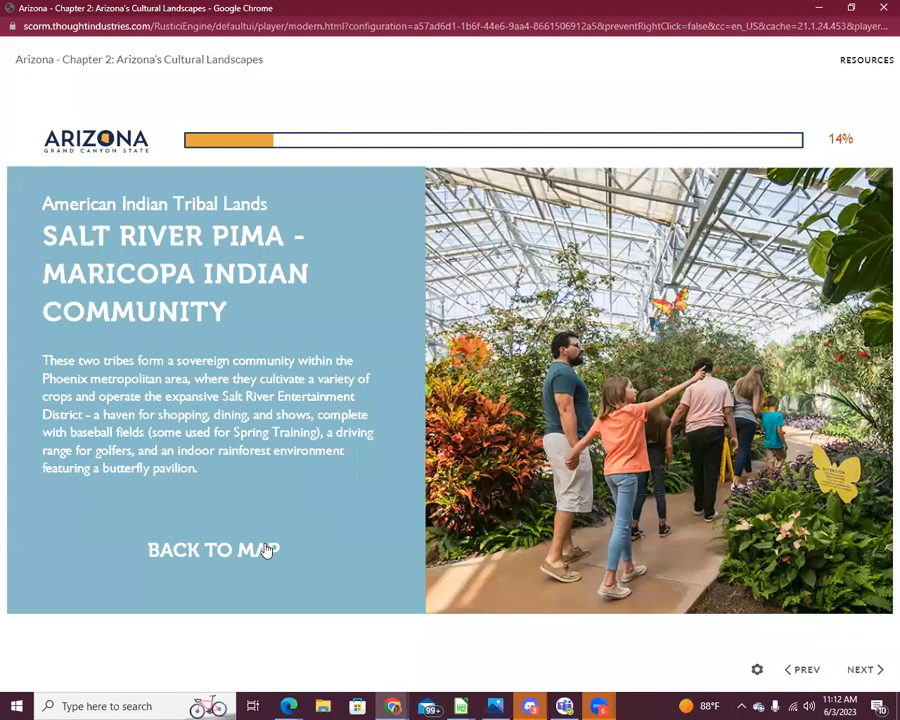 Arizona - Chapter 2: Arizona's Cultural Landscapes - Google Chrome
scorm.thoughtindustries.com/RusticiEngine/defaultui/player/modern.html?configuration=a57ad6d1-1b6f-44e6-9aa4-8661506912a5&preventRightClick=false&cc=en_US&cache=21.1.24.453&player...
Arizona - Chapter 2: Arizona's Cultural Landscapes
RESOURCES
ARIZONA
GRAND CANYON STATE
14%
American Indian Tribal Lands
SALT RIVER PIMA -
MARICOPA INDIAN
COMMUNITY
These two tribes form a sovereign community within the
Phoenix metropolitan area, where they cultivate a variety of
crops and operate the expansive Salt River Entertainment
District - a haven for shopping, dining, and shows, complete
with baseball fields (some used for Spring Training), a driving
range for golfers, and an indoor rainforest environment
featuring a butterfly pavilion.
BACK TO MAP
PREV
NEXT
Type here to search
99+
3
6
88°F
11:12 AM
6/3/2023
10